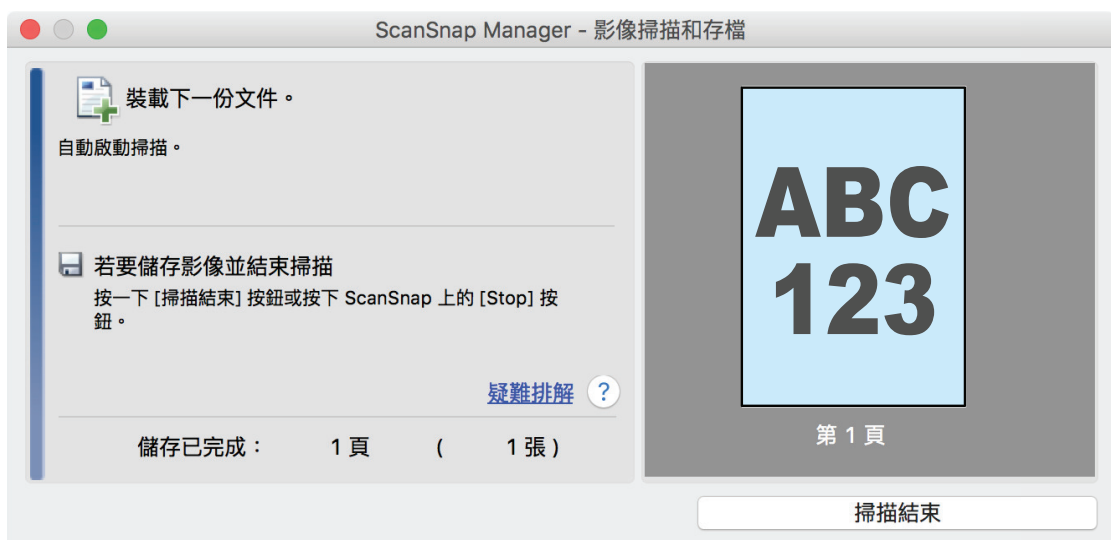 ScanSnap Manager - 影像掃描和存檔
裝載下一份文件。
自動啟動掃描。
若要儲存影像並結束掃描
按一下 [掃描結束] 按鈕或按下 ScanSnap 上的 [Stop] 按
鈕。
疑難排解 ?
儲存已完成： 1 頁 ( 1 張 )
ABC
123
第 1 頁
掃描結束